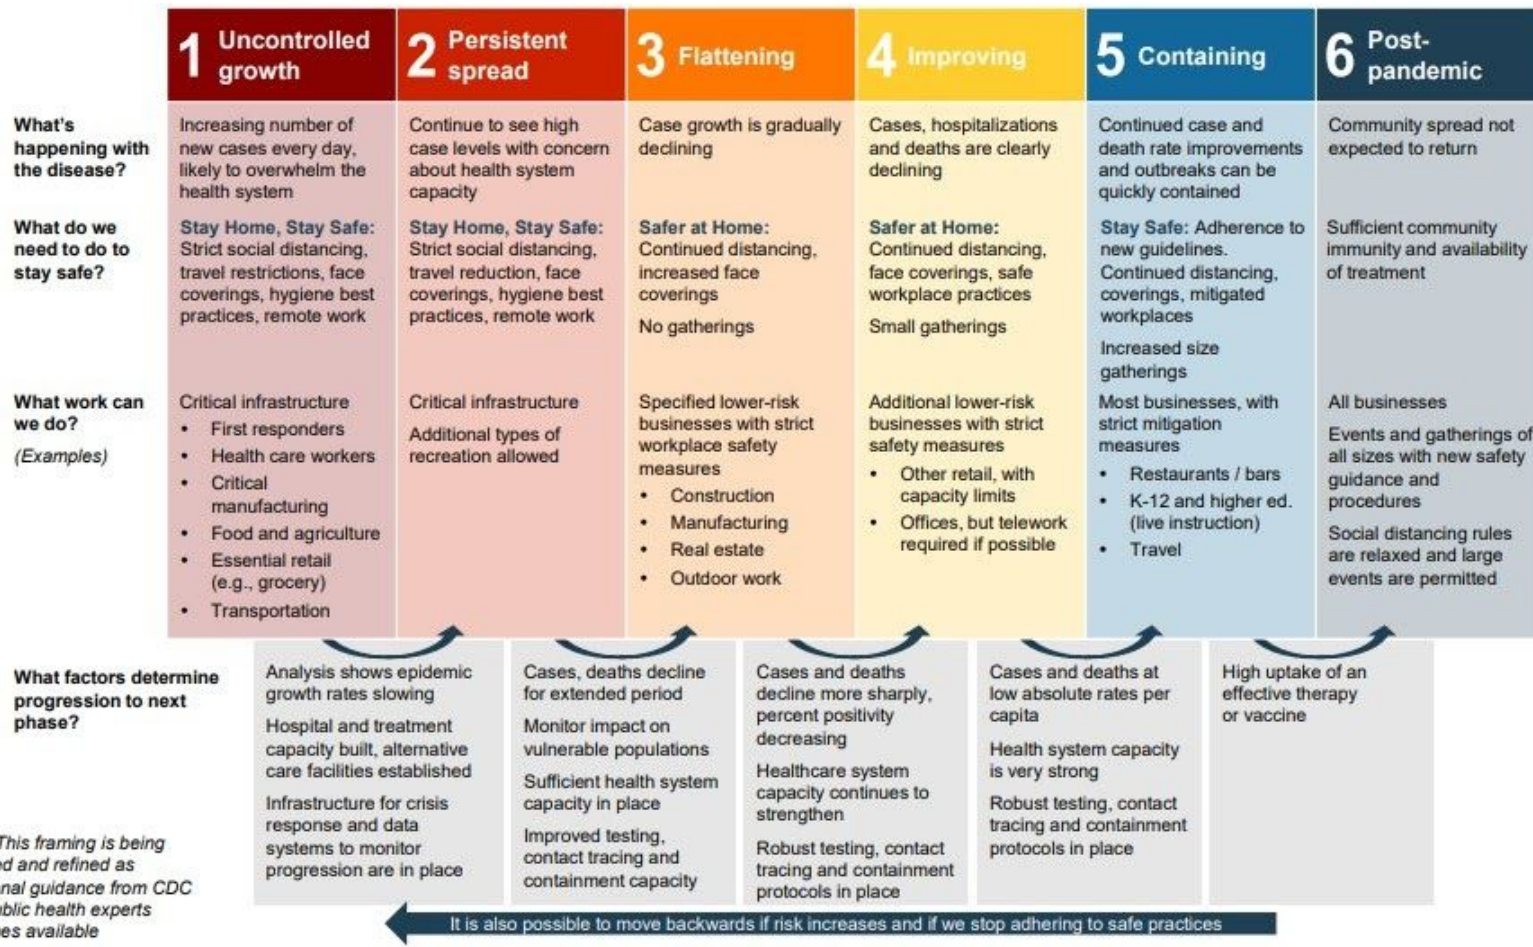 1 Uncontrolled
growth
2 Persistent
spread
3 Flattening
4 Improving
5 Containing
6 Post-
pandemic
What's
happening with
the disease?
Increasing number of
new cases every day,
likely to overwhelm the
health system
Continue to see high
case levels with concern
about health system
capacity
Case growth is gradually
declining
Cases, hospitalizations
and deaths are clearly
declining
Continued case and
death rate improvements
and outbreaks can be
quickly contained
Community spread not
expected to return
What do we
need to do to
stay safe?
Stay Home, Stay Safe:
Strict social distancing,
travel restrictions, face
coverings, hygiene best
practices, remote work
Stay Home, Stay Safe:
Strict social distancing,
travel reduction, face
coverings, hygiene best
practices, remote work
Safer at Home:
Continued distancing,
increased face
coverings
No gatherings
Safer at Home:
Continued distancing,
face coverings, safe
workplace practices
Small gatherings
Stay Safe: Adherence to
new guidelines.
Continued distancing,
coverings, mitigated
workplaces
Increased size
gatherings
Sufficient community
immunity and availability
of treatment
What work can
we do?
(Examples)
Critical infrastructure
• First responders
• Health care workers
• Critical
manufacturing
• Food and agriculture
• Essential retail
(e.g., grocery)
• Transportation
Critical infrastructure
Additional types of
recreation allowed
Specified lower-risk
businesses with strict
workplace safety
measures
• Construction
• Manufacturing
• Real estate
• Outdoor work
Additional lower-risk
businesses with strict
safety measures
• Other retail, with
capacity limits
• Offices, but telework
required if possible
Most businesses, with
strict mitigation
measures
• Restaurants / bars
• K-12 and higher ed.
(live instruction)
• Travel
All businesses
Events and gatherings of
all sizes with new safety
guidance and
procedures
Social distancing rules
are relaxed and large
events are permitted
What factors determine
progression to next
phase?
Analysis shows epidemic
growth rates slowing
Hospital and treatment
capacity built, alternative
care facilities established
Infrastructure for crisis
response and data
systems to monitor
progression are in place
Cases, deaths decline
for extended period
Monitor impact on
vulnerable populations
Sufficient health system
capacity in place
Improved testing,
contact tracing and
containment capacity
Cases and deaths
decline more sharply,
percent positivity
decreasing
Healthcare system
capacity continues to
strengthen
Robust testing, contact
tracing and containment
protocols in place
Cases and deaths at
low absolute rates per
capita
Health system capacity
is very strong
Robust testing, contact
tracing and containment
protocols in place
High uptake of an
effective therapy
or vaccine
This framing is being
and refined as
guidance from CDC
health experts
available
It is also possible to move backwards if risk increases and if we stop adhering to safe practices